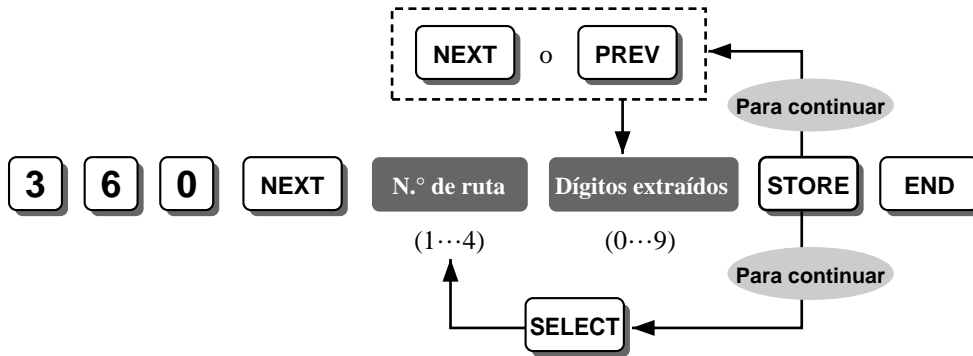 NEXT o PREV
Para continuar
3 6 0 NEXT N.° de ruta Dígitos extraídos STORE END
(1···4) (0···9)
Para continuar
SELECT